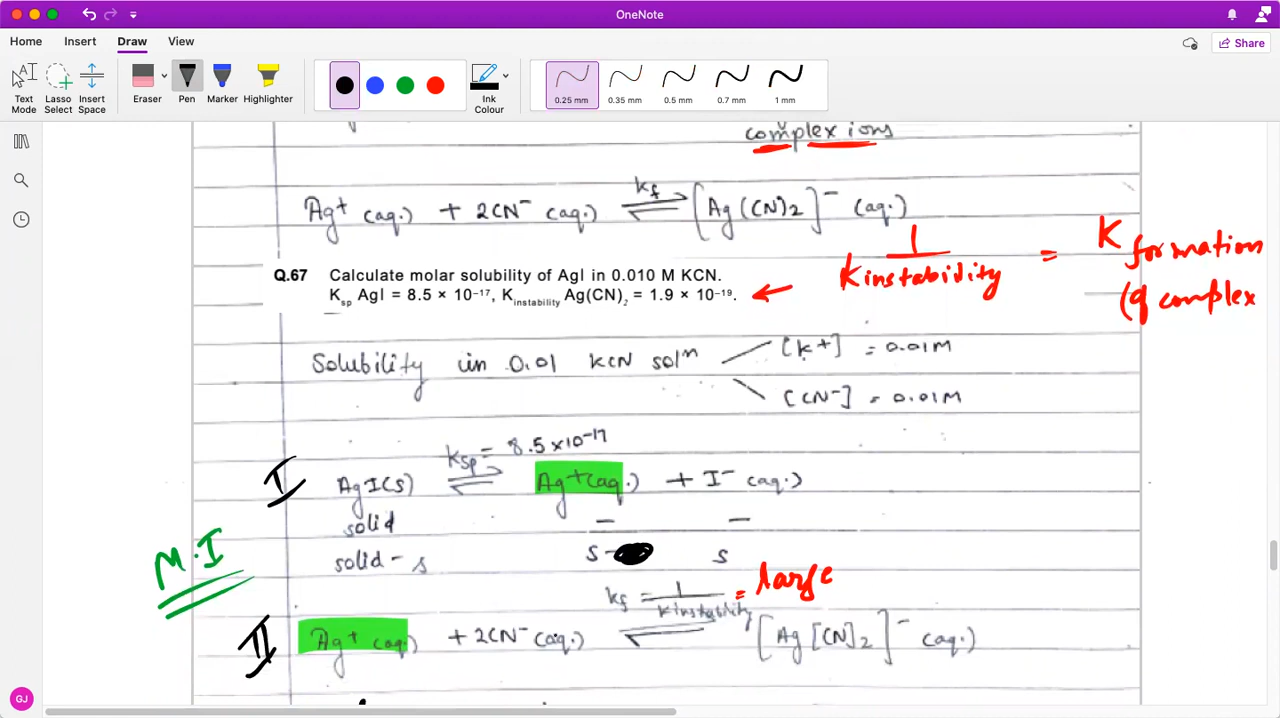 OneNote
Home Insert Draw View
Share
Text Mode
Lasso Select
Insert Space
Eraser
Pen
Marker
Highlighter
Ink Colour
0.25 mm
0.35 mm
0.5 mm
0.7 mm
1 mm
complex ions
Ag+ (aq.) + 2CN- (aq.) ⇌ kf [Ag(CN)2]- (aq.)
1 / Kinstability = K formation
(of complex
Q.67 Calculate molar solubility of AgI in 0.010 M KCN.
Ksp AgI = 8.5 × 10-17, Kinstability Ag(CN)2 = 1.9 × 10-19.
Solubility in 0.01 KCN soln
[K+] = 0.01M
[CN-] = 0.01M
ksp = 8.5×10-17
I AgI(s) ⇌ Ag+(aq.) + I- (aq.)
solid – –
solid - s s - s
M.I
ks = 1 / kinstability = large
II Ag+ (aq.) + 2CN- (aq.) ⇌ [Ag[CN]2]- (aq.)
GJ